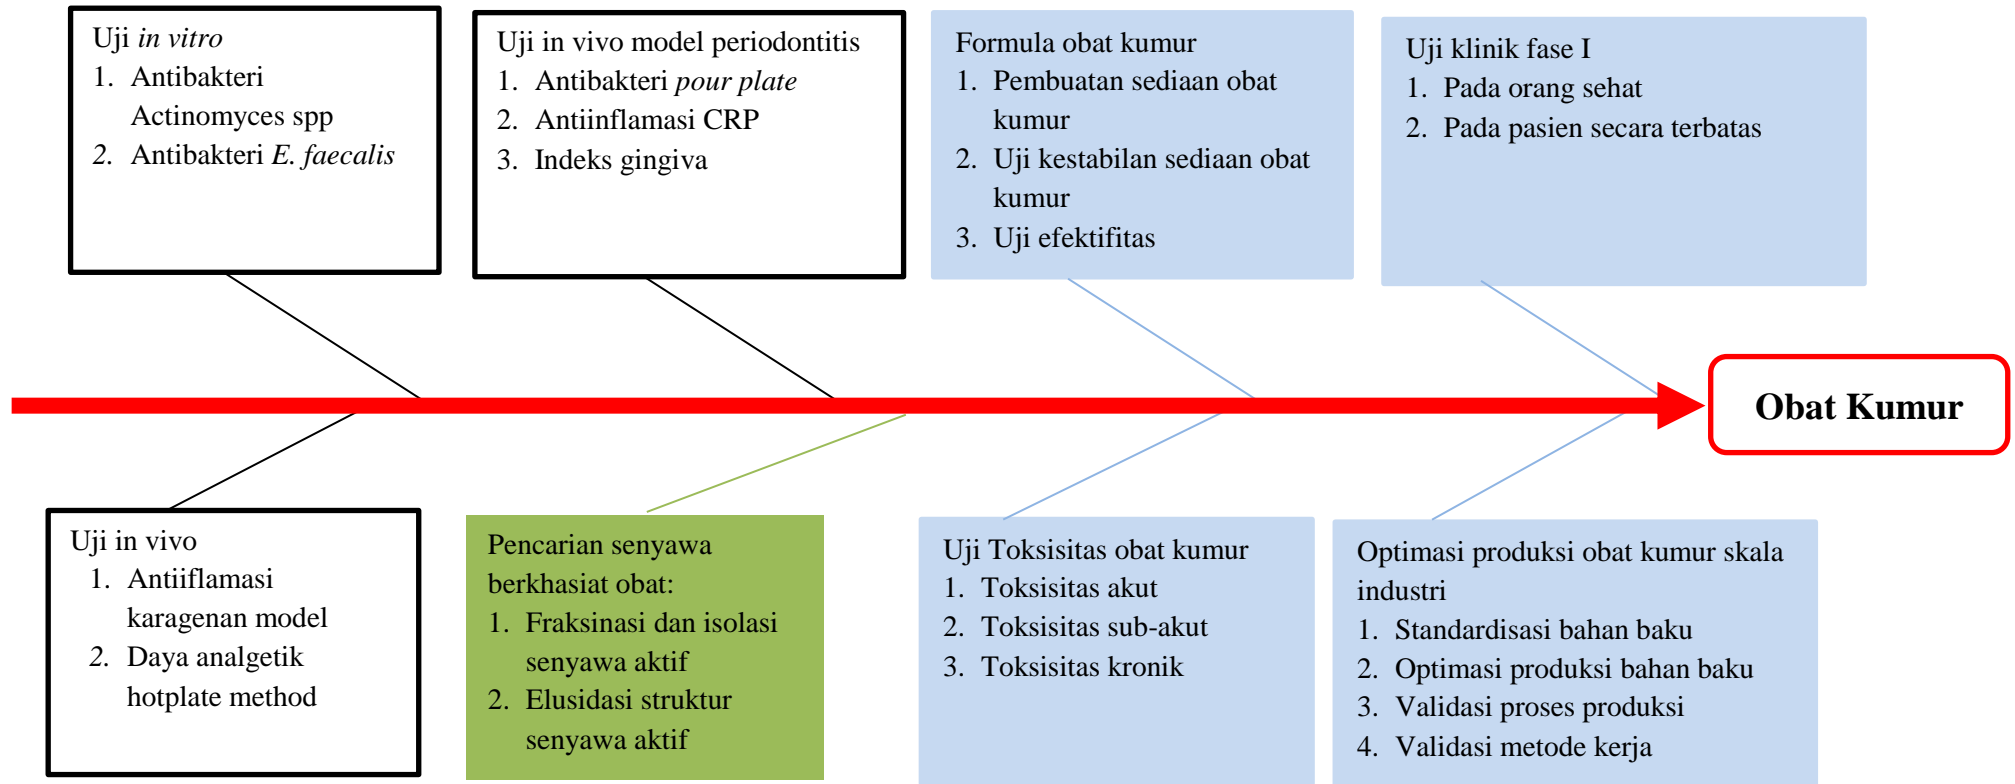 Uji in vitro
1. Antibakteri
Actinomyces spp
2. Antibakteri E. faecalis
Uji in vivo model periodontitis
1. Antibakteri pour plate
2. Antiinflamasi CRP
3. Indeks gingiva
Formula obat kumur
1. Pembuatan sediaan obat
kumur
2. Uji kestabilan sediaan obat
kumur
3. Uji efektifitas
Uji klinik fase I
1. Pada orang sehat
2. Pada pasien secara terbatas
Obat Kumur
Uji in vivo
1. Antiiflamasi
karagenan model
2. Daya analgetik
hotplate method
Pencarian senyawa
berkhasiat obat:
1. Fraksinasi dan isolasi
senyawa aktif
2. Elusidasi struktur
senyawa aktif
Uji Toksisitas obat kumur
1. Toksisitas akut
2. Toksisitas sub-akut
3. Toksisitas kronik
Optimasi produksi obat kumur skala
industri
1. Standardisasi bahan baku
2. Optimasi produksi bahan baku
3. Validasi proses produksi
4. Validasi metode kerja